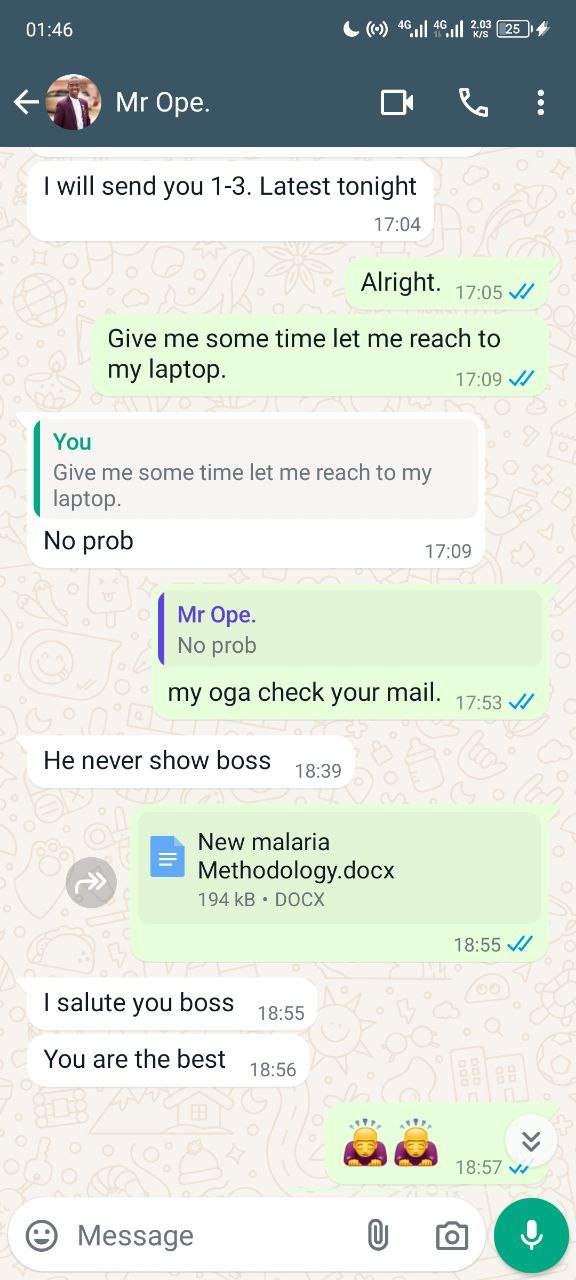 01:46
4G 4G 2.03 K/S 25
Mr Ope.
I will send you 1-3. Latest tonight
17:04
Alright. 17:05
Give me some time let me reach to
my laptop. 17:09
You
Give me some time let me reach to my
laptop.
No prob 17:09
Mr Ope.
No prob
my oga check your mail. 17:53
He never show boss 18:39
New malaria
Methodology.docx
194 kB • DOCX
18:55
I salute you boss 18:55
You are the best 18:56
18:57
Message